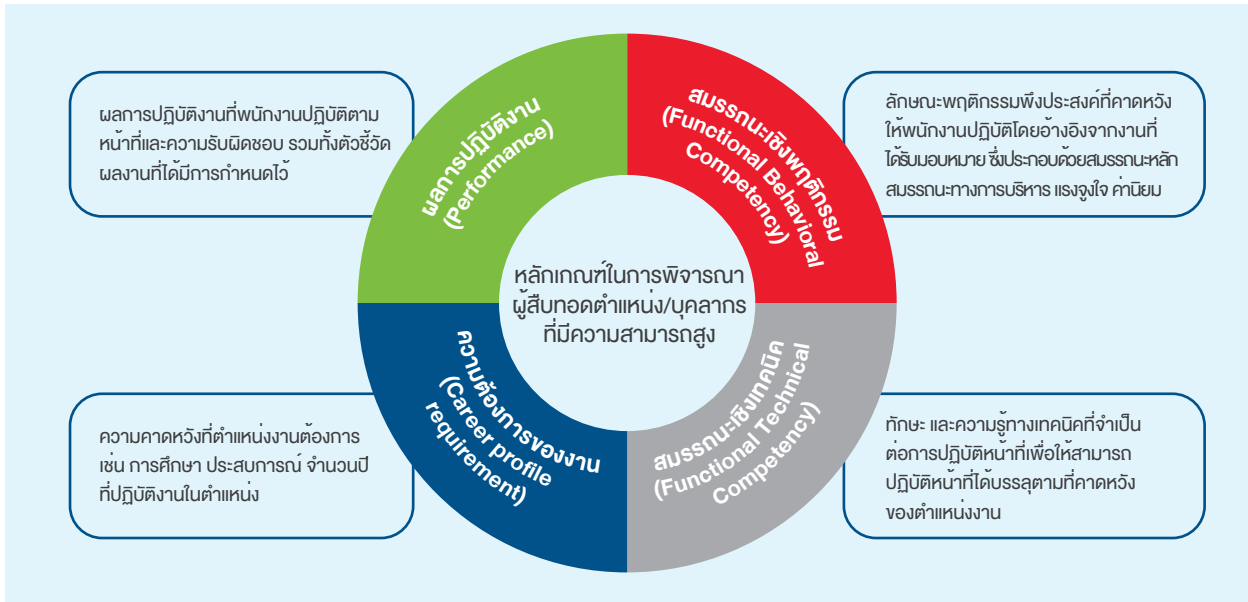 ผลการปฏิบัติงานที่พนักงานปฏิบัติตาม
หน้าที่และความรับผิดชอบ รวมทั้งตัวชี้วัด
ผลงานที่ได้มีการกำหนดไว้
ผลการปฏิบัติงาน
(Performance)
สมรรถนะเชิงพฤติกรรม
(Functional Behavioral
Competency)
ลักษณะพฤติกรรมพึงประสงค์ที่คาดหวัง
ให้พนักงานปฏิบัติโดยอ้างอิงจากงานที่
ได้รับมอบหมาย ซึ่งประกอบด้วยสมรรถนะหลัก
สมรรถนะทางการบริหาร แรงจูงใจ ค่านิยม
หลักเกณฑ์ในการพิจารณา
ผู้สืบทอดตำแหน่ง/บุคลากร
ที่มีความสามารถสูง
ความคาดหวังที่ตำแหน่งงานต้องการ
เช่น การศึกษา ประสบการณ์ จำนวนปี
ที่ปฏิบัติงานในตำแหน่ง
ความต้องการของงาน
(Career profile
requirement)
สมรรถนะเชิงเทคนิค
(Functional Technical
Competency)
ทักษะ และความรู้ทางเทคนิคที่จำเป็น
ต่อการปฏิบัติหน้าที่เพื่อให้สามารถ
ปฏิบัติหน้าที่ได้บรรลุตามที่คาดหวัง
ของตำแหน่งงาน